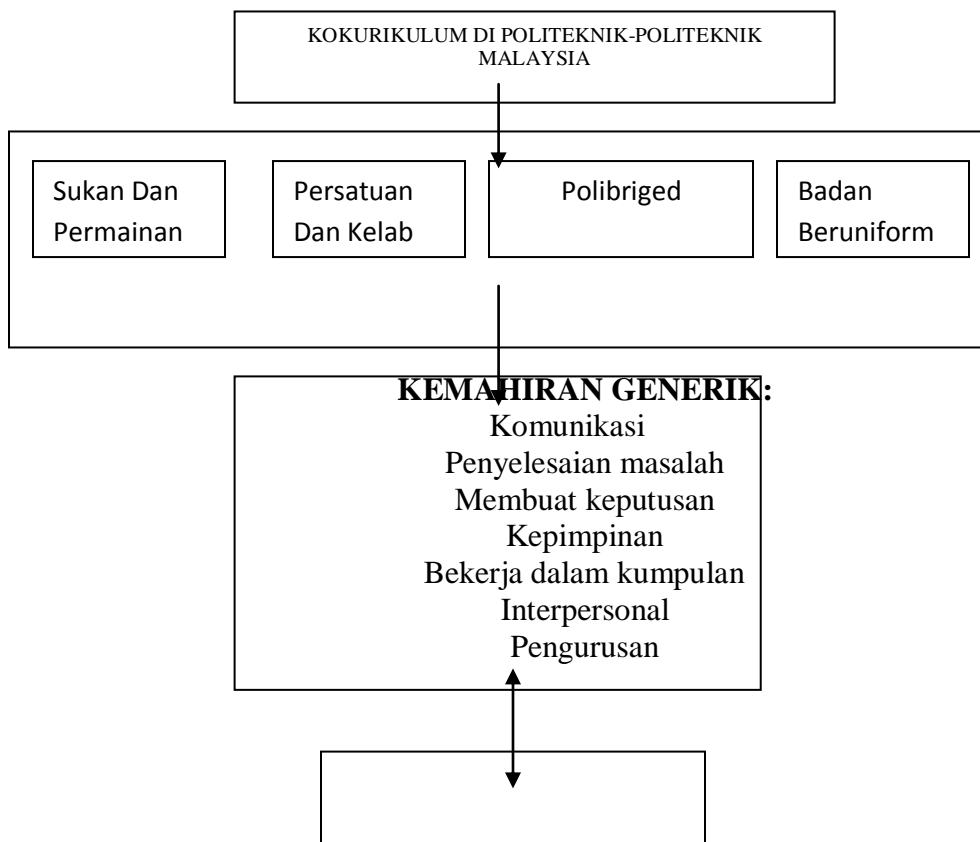 KOKURIKULUM DI POLITEKNIK-POLITEKNIK
MALAYSIA
Sukan Dan
Permainan
Persatuan
Dan Kelab
Polibriged
Badan
Beruniform
KEMAHIRAN GENERIK:
Komunikasi
Penyelesaian masalah
Membuat keputusan
Kepimpinan
Bekerja dalam kumpulan
Interpersonal
Pengurusan